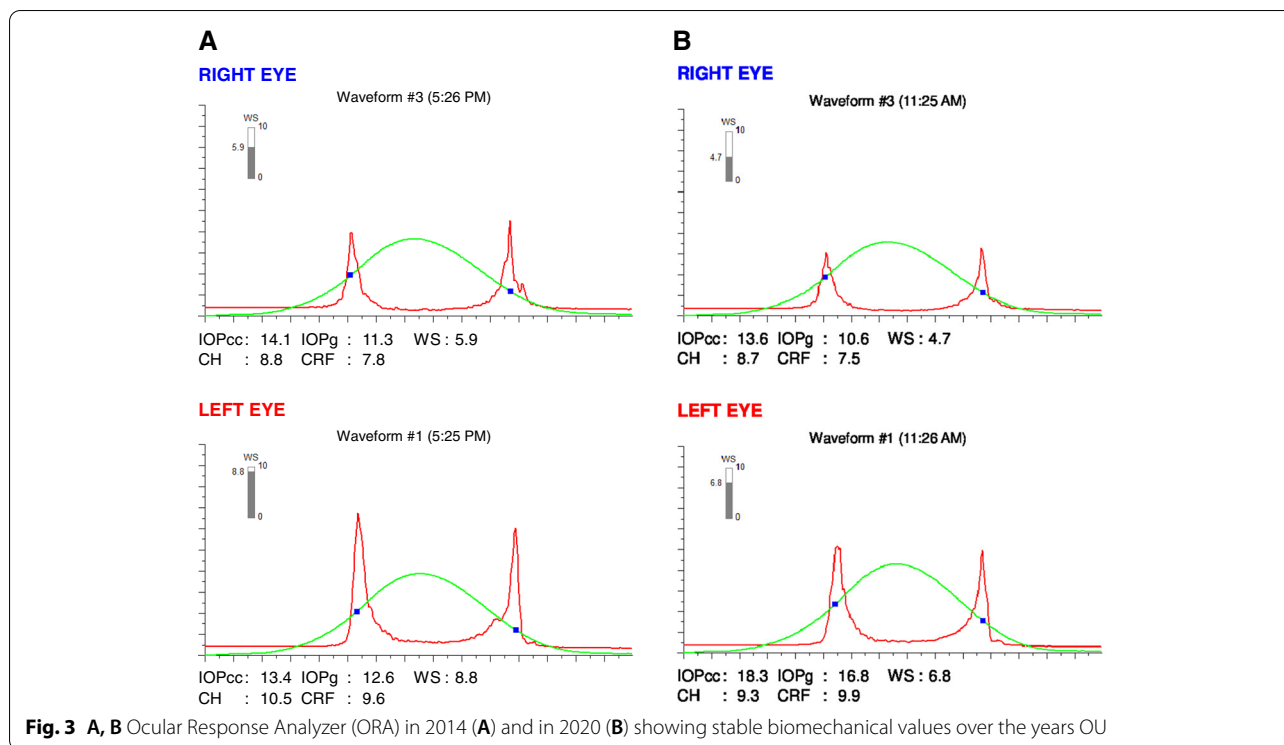 A
RIGHT EYE
Waveform #3 (5:26 PM)
WS
10
5.9
0
IOPcc: 14.1 IOPg : 11.3 WS : 5.9
CH : 8.8 CRF : 7.8
LEFT EYE
Waveform #1 (5:25 PM)
WS
10
8.8
0
IOPcc: 13.4 IOPg : 12.6 WS : 8.8
CH : 10.5 CRF : 9.6
B
RIGHT EYE
Waveform #3 (11:25 AM)
WS
10
4.7
0
IOPcc: 13.6 IOPg : 10.6 WS : 4.7
CH : 8.7 CRF : 7.5
LEFT EYE
Waveform #1 (11:26 AM)
WS
10
6.8
0
IOPcc: 18.3 IOPg : 16.8 WS : 6.8
CH : 9.3 CRF : 9.9
Fig. 3 A, B Ocular Response Analyzer (ORA) in 2014 (A) and in 2020 (B) showing stable biomechanical values over the years OU